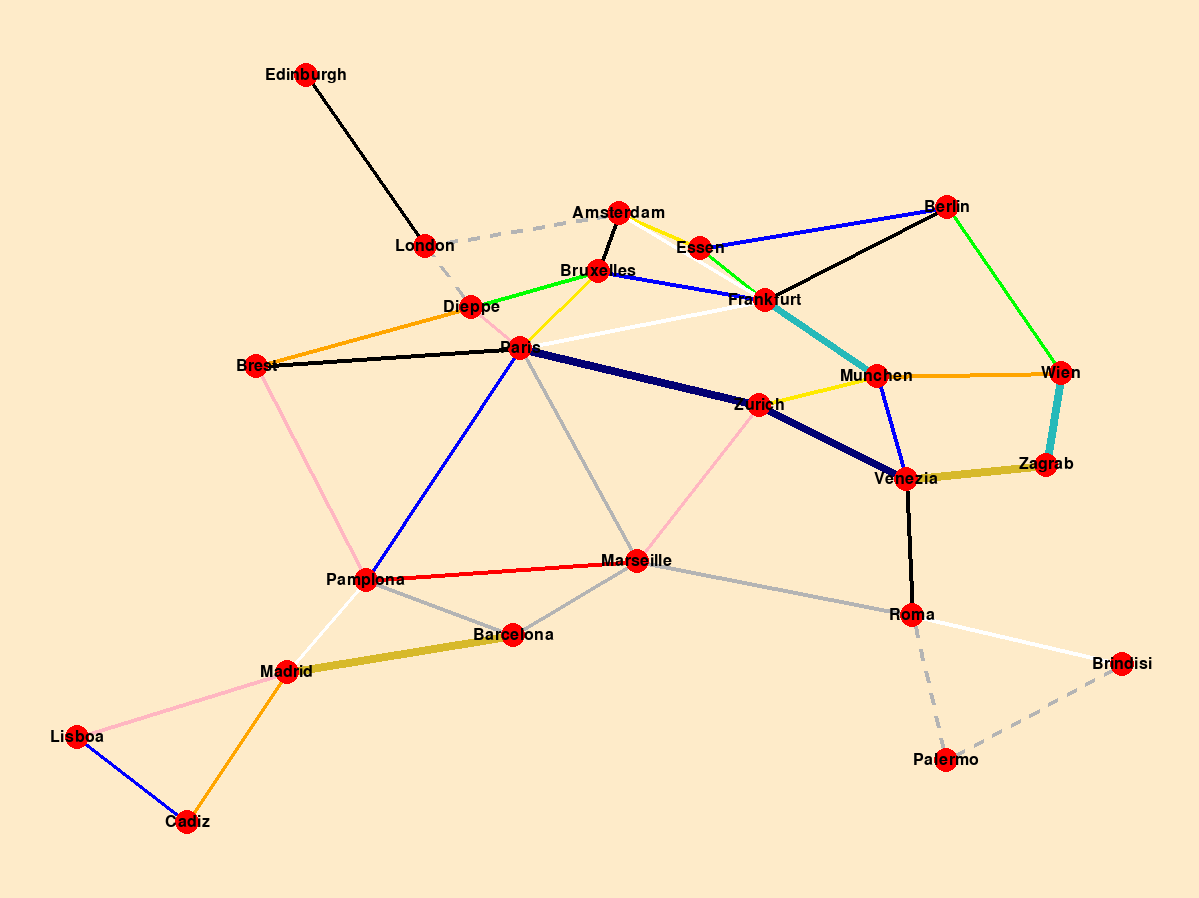 Edinburgh
Amsterdam
Berlin
London
Essen
Bruxelles
Dieppe
Frankfurt
Paris
Brest
Munchen
Wien
Zurich
Zagrab
Venezia
Marseille
Pamplona
Roma
Barcelona
Brindisi
Madrid
Lisboa
Palermo
Cadiz